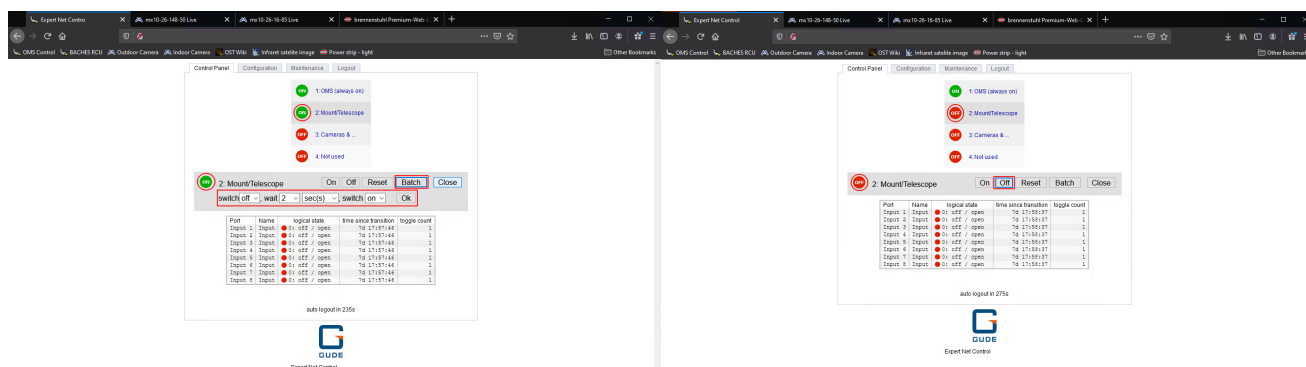 Expert Net Contro
mx10-26-148-50 Live
mx10-26-16-85 Live
brennenstuhl Premium-Web-
OMS Control
BACHES RCU
Outdoor Camera
Indoor Camera
OST Wiki
Infraret satelite image
Power strip - light
Other Bookmarks
Control Panel
Configuration
Maintenance
Logout
ON 1: OMS (always on)
ON 2: Mount/Telescope
OFF 3: Cameras & ...
OFF 4: Not used
ON 2: Mount/Telescope On Off Reset Batch Close
switch off , wait 2 sec(s) , switch on Ok
Port Name logical state time since transition toggle count
Input 1 Input 0: off / open 7d 17:57:46 1
Input 2 Input 0: off / open 7d 17:57:46 1
Input 3 Input 0: off / open 7d 17:57:46 1
Input 4 Input 0: off / open 7d 17:57:46 1
Input 5 Input 0: off / open 7d 17:57:46 1
Input 6 Input 0: off / open 7d 17:57:46 1
Input 7 Input 0: off / open 7d 17:57:46 1
Input 8 Input 0: off / open 7d 17:57:46 1
auto logout in 235s
GUDE
Expert Net Control
Expert Net Control
mx10-26-148-50 Live
mx10-26-16-85 Live
brennenstuhl Premium-Web-
OMS Control
BACHES RCU
Outdoor Camera
Indoor Camera
OST Wiki
Infraret satelite image
Power strip - light
Other Bookmark
Control Panel
Configuration
Maintenance
Logout
ON 1: OMS (always on)
OFF 2: Mount/Telescope
OFF 3: Cameras & ...
OFF 4: Not used
OFF 2: Mount/Telescope On Off Reset Batch Close
Port Name logical state time since transition toggle count
Input 1 Input 0: off / open 7d 17:58:37 1
Input 2 Input 0: off / open 7d 17:58:37 1
Input 3 Input 0: off / open 7d 17:58:37 1
Input 4 Input 0: off / open 7d 17:58:37 1
Input 5 Input 0: off / open 7d 17:58:37 1
Input 6 Input 0: off / open 7d 17:58:37 1
Input 7 Input 0: off / open 7d 17:58:37 1
Input 8 Input 0: off / open 7d 17:58:37 1
auto logout in 275s
GUDE
Expert Net Control